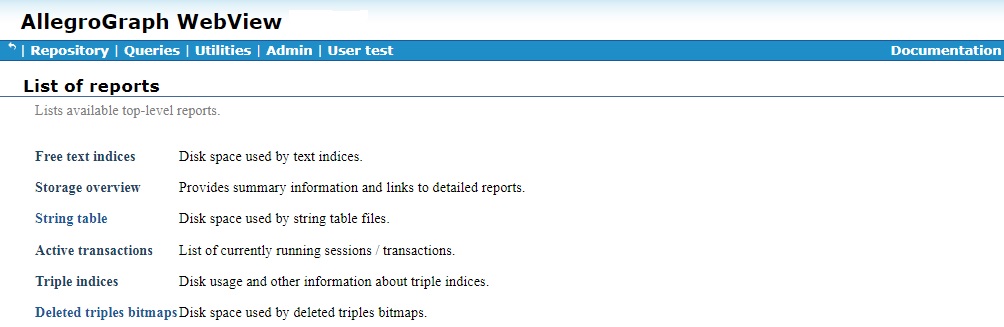 AllegroGraph WebView
| Repository | Queries | Utilities | Admin | User test Documentation
List of reports
Lists available top-level reports.
Free text indices Disk space used by text indices.
Storage overview Provides summary information and links to detailed reports.
String table Disk space used by string table files.
Active transactions List of currently running sessions / transactions.
Triple indices Disk usage and other information about triple indices.
Deleted triples bitmaps Disk space used by deleted triples bitmaps.